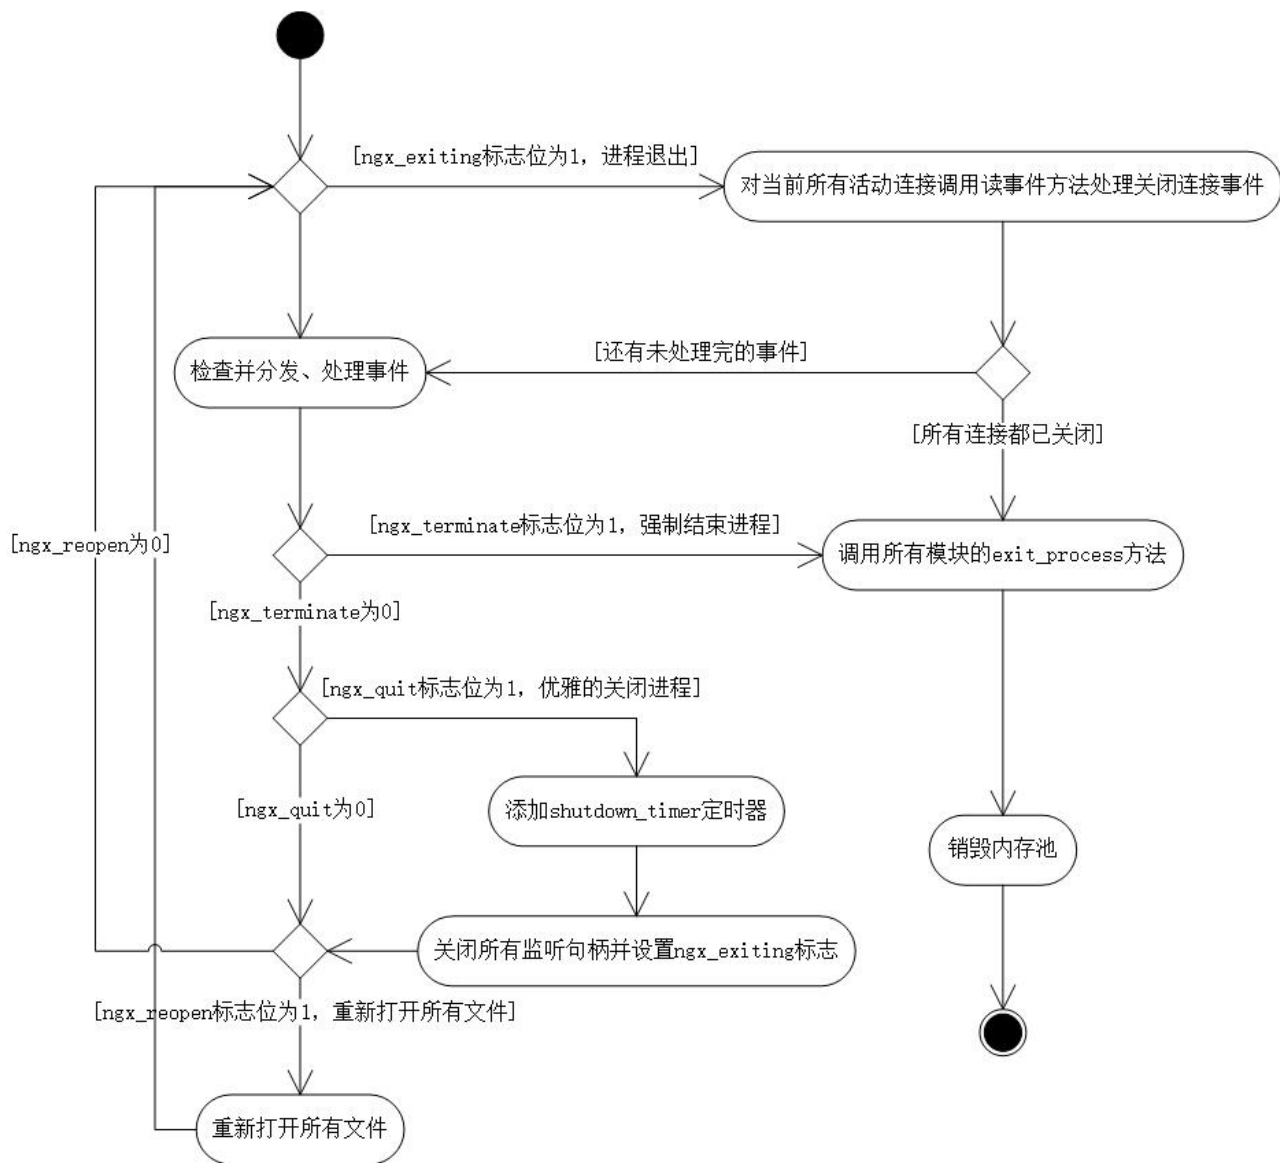 [ngx_exiting标志位为1，进程退出]
对当前所有活动连接调用读事件方法处理关闭连接事件
[还有未处理完的事件]
检查并分发、处理事件
[所有连接都已关闭]
[ngx_terminate标志位为1，强制结束进程]
[ngx_reopen为0]
调用所有模块的exit_process方法
[ngx_terminate为0]
[ngx_quit标志位为1，优雅的关闭进程]
[ngx_quit为0]
添加shutdown_timer定时器
销毁内存池
关闭所有监听句柄并设置ngx_exiting标志
[ngx_reopen标志位为1，重新打开所有文件]
重新打开所有文件